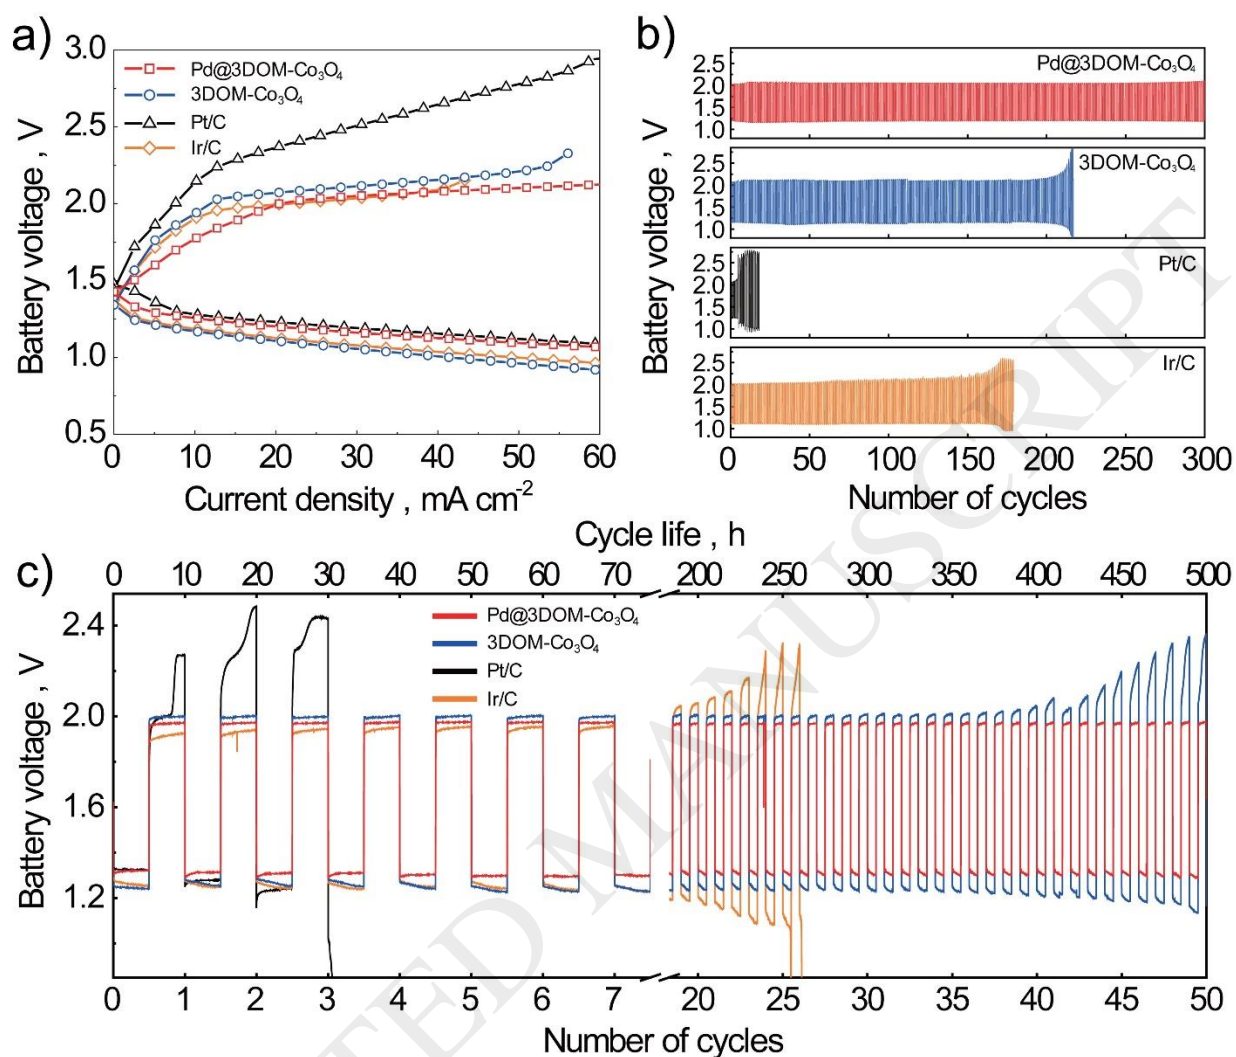 a)
3.0
2.5
2.0
1.5
1.0
0.5
Battery voltage , V
Pd@3DOM-Co₃O₄
3DOM-Co₃O₄
Pt/C
Ir/C
0 10 20 30 40 50 60
Current density , mA cm⁻²
b)
Battery voltage , V
2.5
2.0
1.5
1.0
Pd@3DOM-Co₃O₄
2.5
2.0
1.5
1.0
3DOM-Co₃O₄
2.5
2.0
1.5
1.0
Pt/C
2.5
2.0
1.5
1.0
Ir/C
0 50 100 150 200 250 300
Number of cycles
c)
Cycle life , h
0 10 20 30 40 50 60 70 200 250 300 350 400 450 500
2.4
2.0
1.6
1.2
Battery voltage , V
Pd@3DOM-Co₃O₄
3DOM-Co₃O₄
Pt/C
Ir/C
0 1 2 3 4 5 6 7 20 25 30 35 40 45 50
Number of cycles
TED MANUSCRIPT